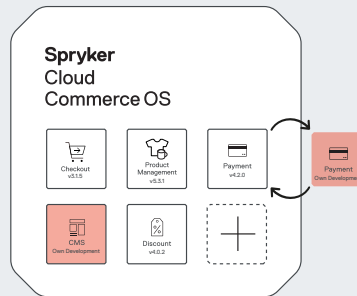 Spryker
Cloud
Commerce OS
Checkout
v3.1.5
Product
Management
v5.3.1
Payment
v4.2.0
Payment
Own Development
CMS
Own Development
Discount
v4.0.2